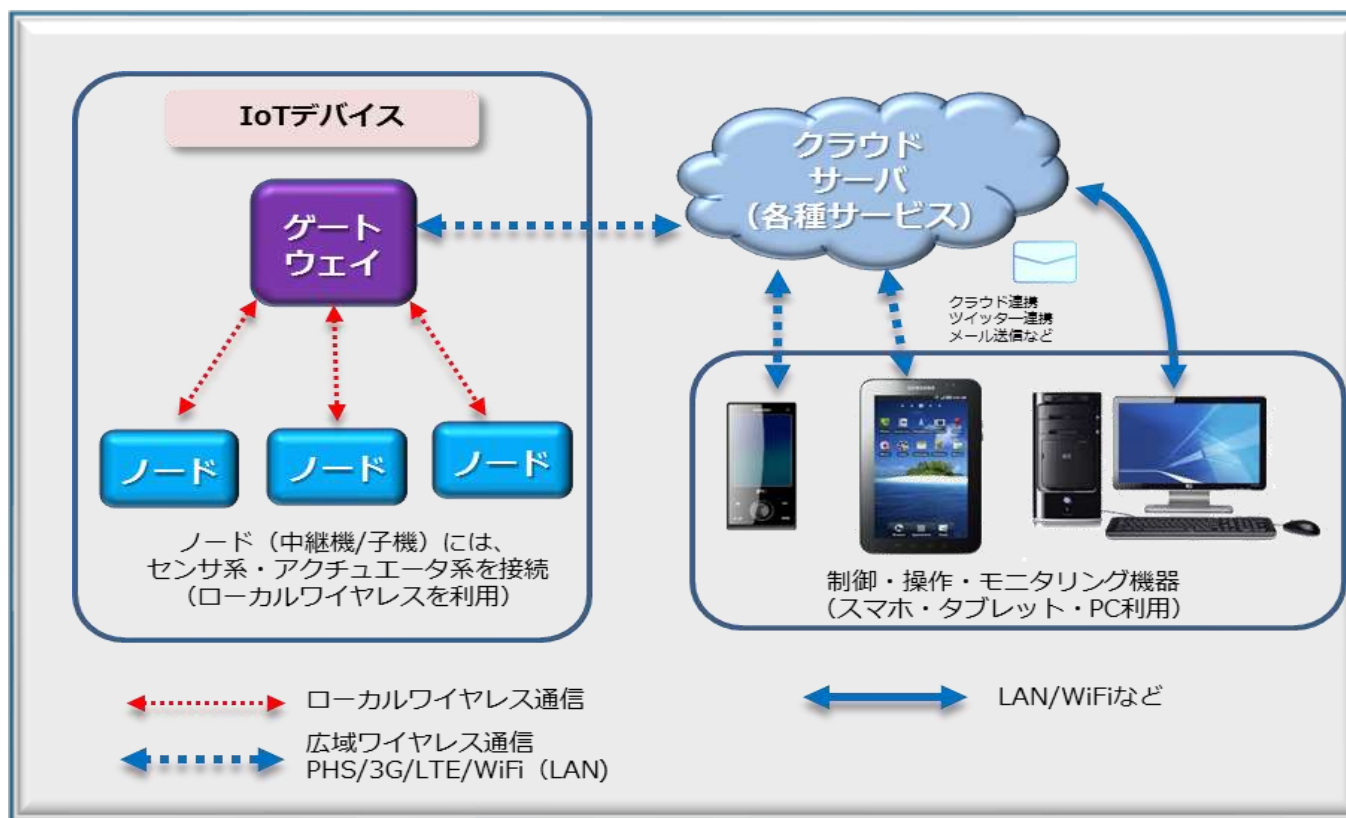 IoTデバイス
ゲート
ウェイ
ノード
ノード
ノード
ノード（中継機/子機）には、
センサ系・アクチュエータ系を接続
（ローカルワイヤレスを利用）
クラウド
サーバ
（各種サービス）
クラウド連携
ツイッター連携
メール送信など
SAMSUNG
制御・操作・モニタリング機器
（スマホ・タブレット・PC利用）
ローカルワイヤレス通信
広域ワイヤレス通信
PHS/3G/LTE/WiFi（LAN)
LAN/WiFiなど